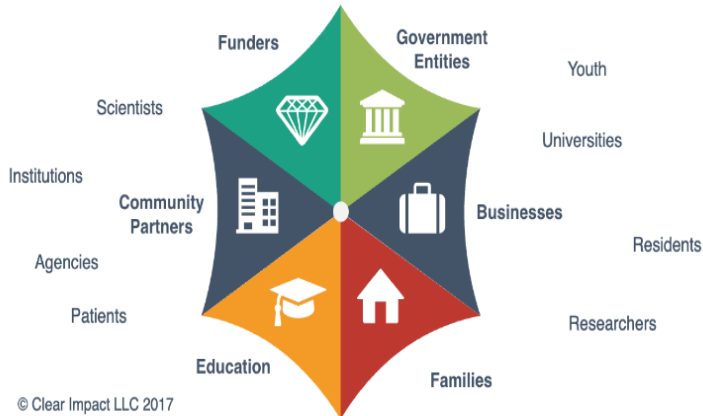 Funders
Government
Entities
Youth
Scientists
Universities
Institutions
Community
Partners
Businesses
Residents
Agencies
Patients
Researchers
Education
Families
© Clear Impact LLC 2017